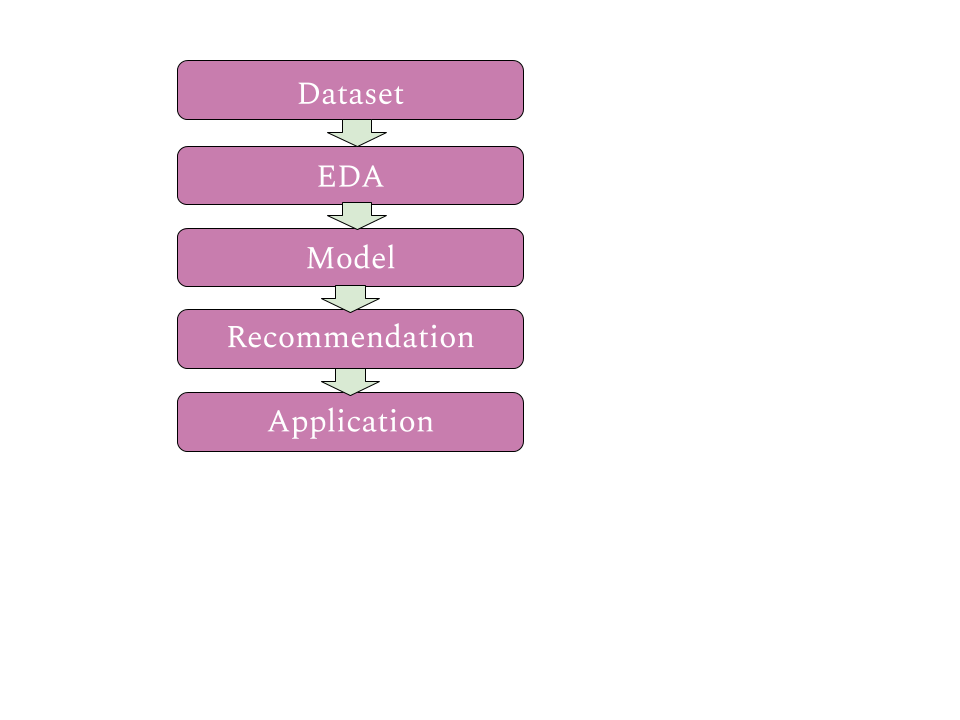 Dataset
EDA
Model
Recommendation
Application